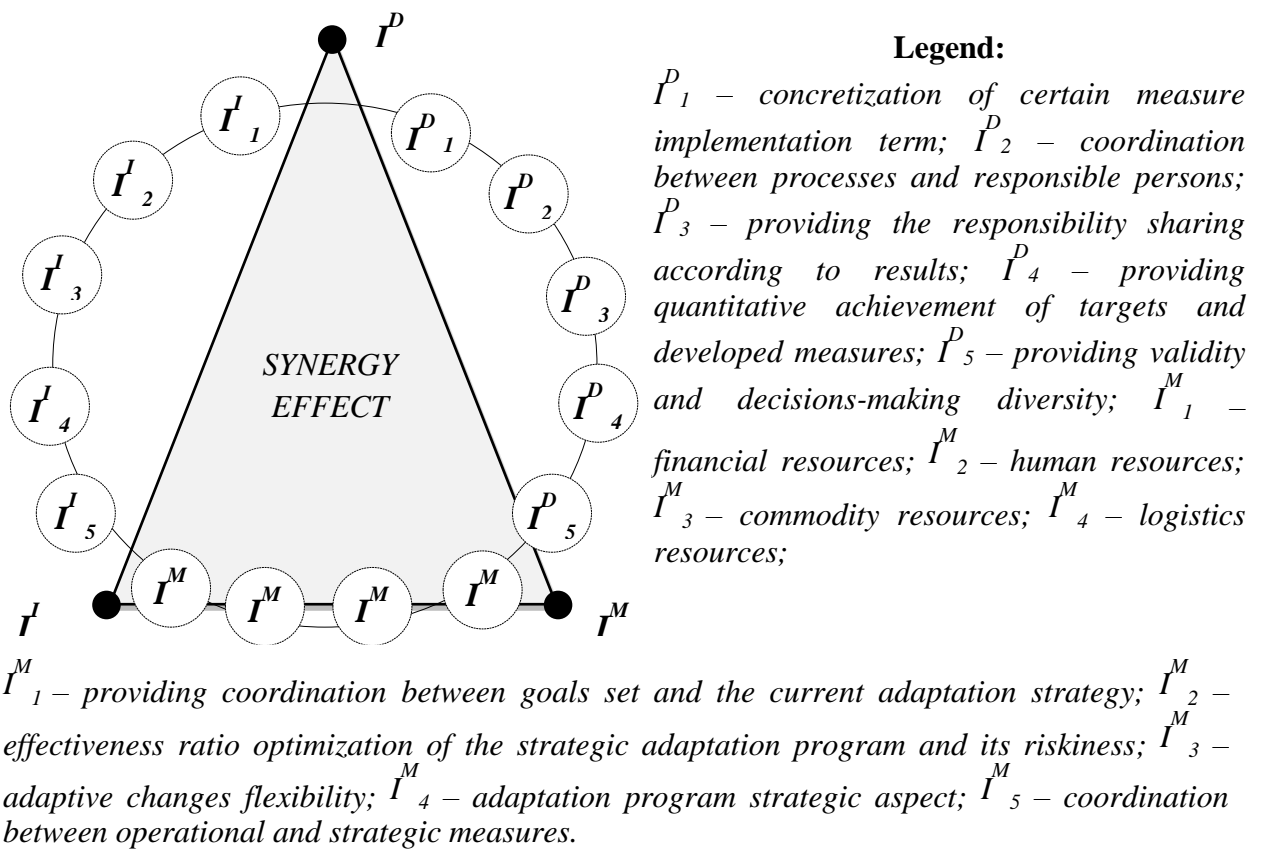 I^D
I^I_1
I^D_1
I^I_2
I^D_2
I^I_3
I^D_3
SYNERGY
EFFECT
I^I_4
I^D_4
I^I_5
I^D_5
I^M
I^M
I^M
I^M
I^I
I^M
Legend:
I^D_1 – concretization of certain measure
implementation term; I^D_2 – coordination
between processes and responsible persons;
I^D_3 – providing the responsibility sharing
according to results; I^D_4 – providing
quantitative achievement of targets and
developed measures; I^D_5 – providing validity
and decisions-making diversity; I^M_1 –
financial resources; I^M_2 – human resources;
I^M_3 – commodity resources; I^M_4 – logistics
resources;
I^M_1 – providing coordination between goals set and the current adaptation strategy; I^M_2 –
effectiveness ratio optimization of the strategic adaptation program and its riskiness; I^M_3 –
adaptive changes flexibility; I^M_4 – adaptation program strategic aspect; I^M_5 – coordination
between operational and strategic measures.